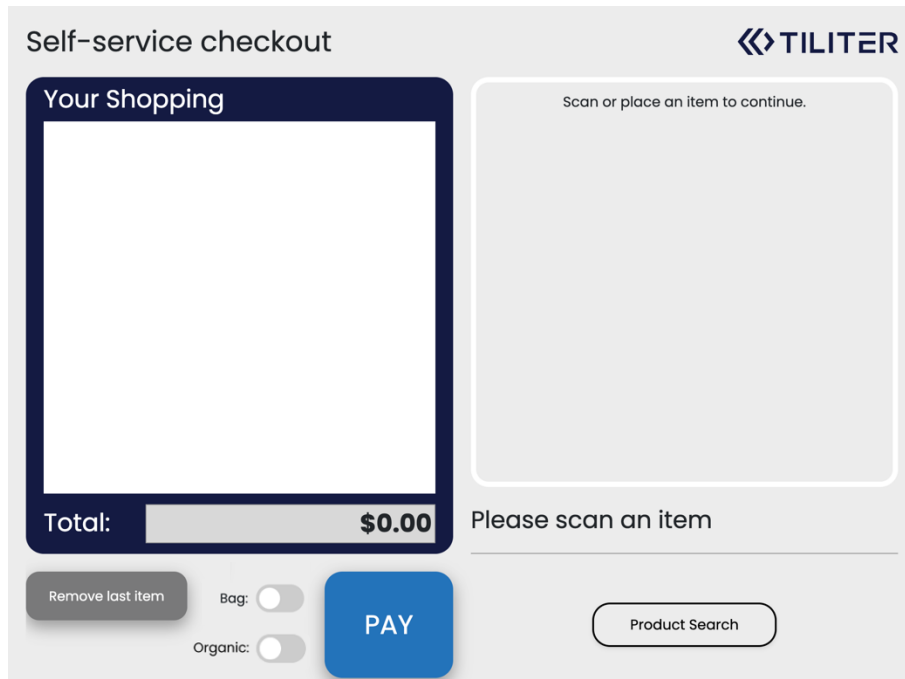 Self-service checkout
TILITER
Your Shopping
Scan or place an item to continue.
Total:
$0.00
Please scan an item
Remove last item
Bag:
Organic:
PAY
Product Search